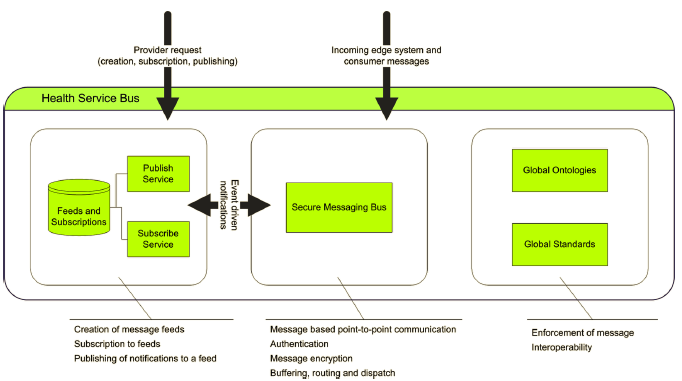 Provider request
(creation, subscription, publishing)
Incoming edge system and
consumer messages
Health Service Bus
Feeds and
Subscriptions
Publish
Service
Subscribe
Service
Event driven
notifications
Secure Messaging Bus
Global Ontologies
Global Standards
Creation of message feeds
Subscription to feeds
Publishing of notifications to a feed
Message based point-to-point communication
Authentication
Message encryption
Buffering, routing and dispatch
Enforcement of message
Interoperability